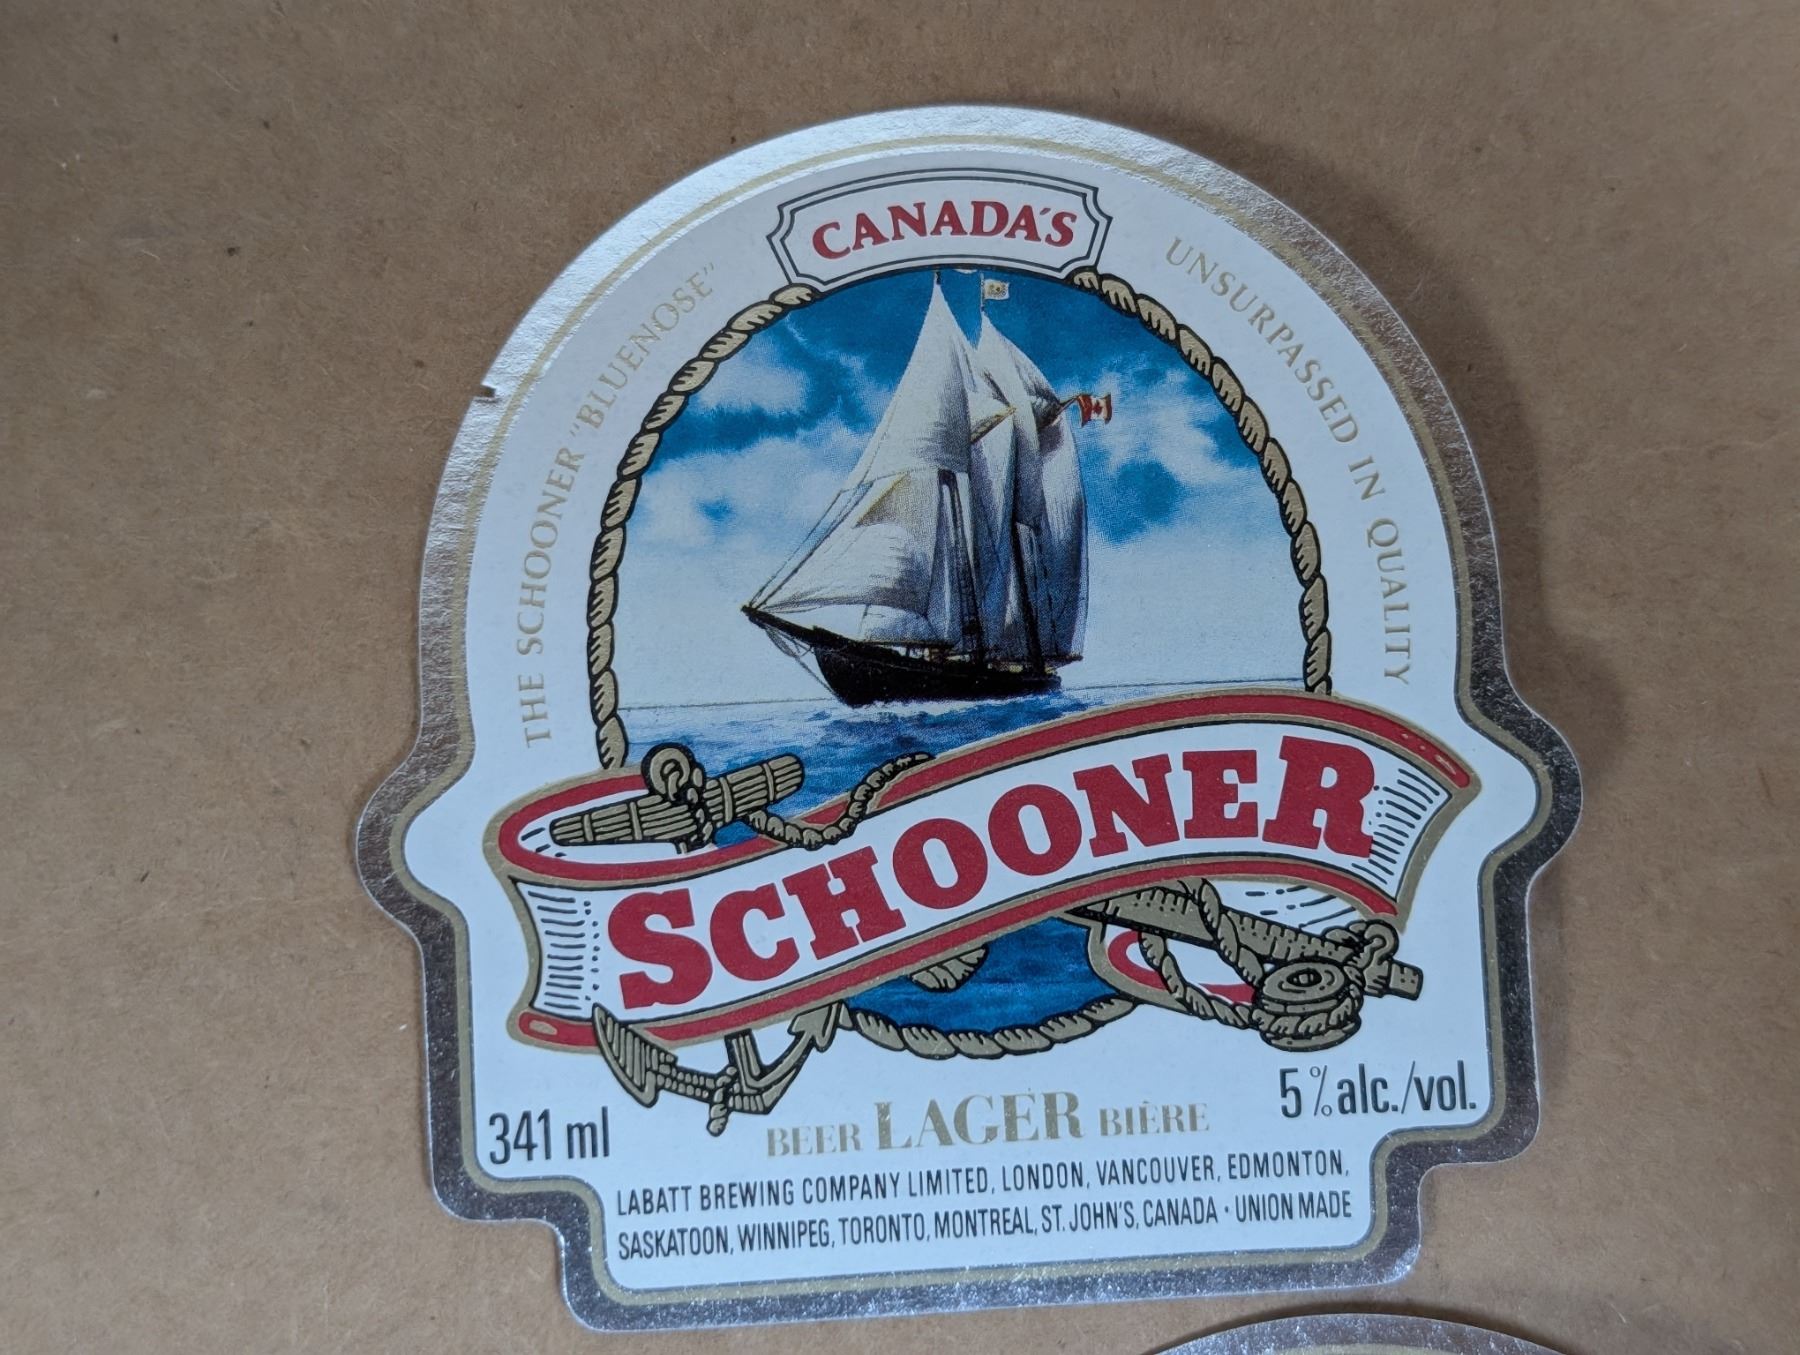 CANADA'S
THE SCHOONER "BLUENOSE"
UNSURPASSED IN QUALITY
SCHOONER
341 ml
BEER LAGER BIÈRE
5% alc./vol.
LABATT BREWING COMPANY LIMITED, LONDON, VANCOUVER, EDMONTON,
SASKATOON, WINNIPEG, TORONTO, MONTREAL, ST. JOHN'S, CANADA · UNION MADE